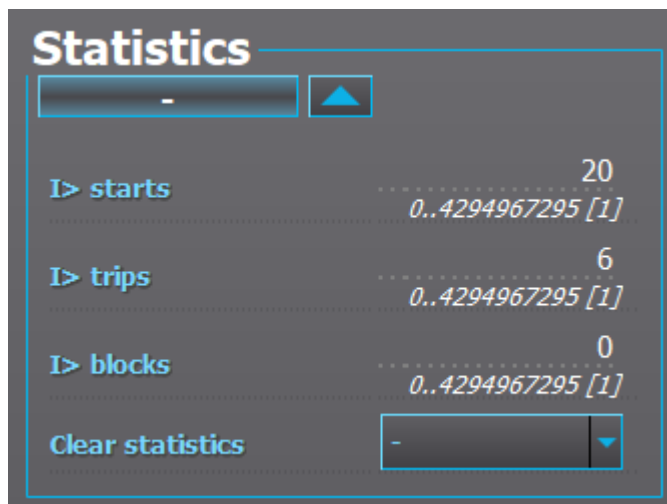 Statistics
-
I> starts
20
0..4294967295 [1]
I> trips
6
0..4294967295 [1]
I> blocks
0
0..4294967295 [1]
Clear statistics
-